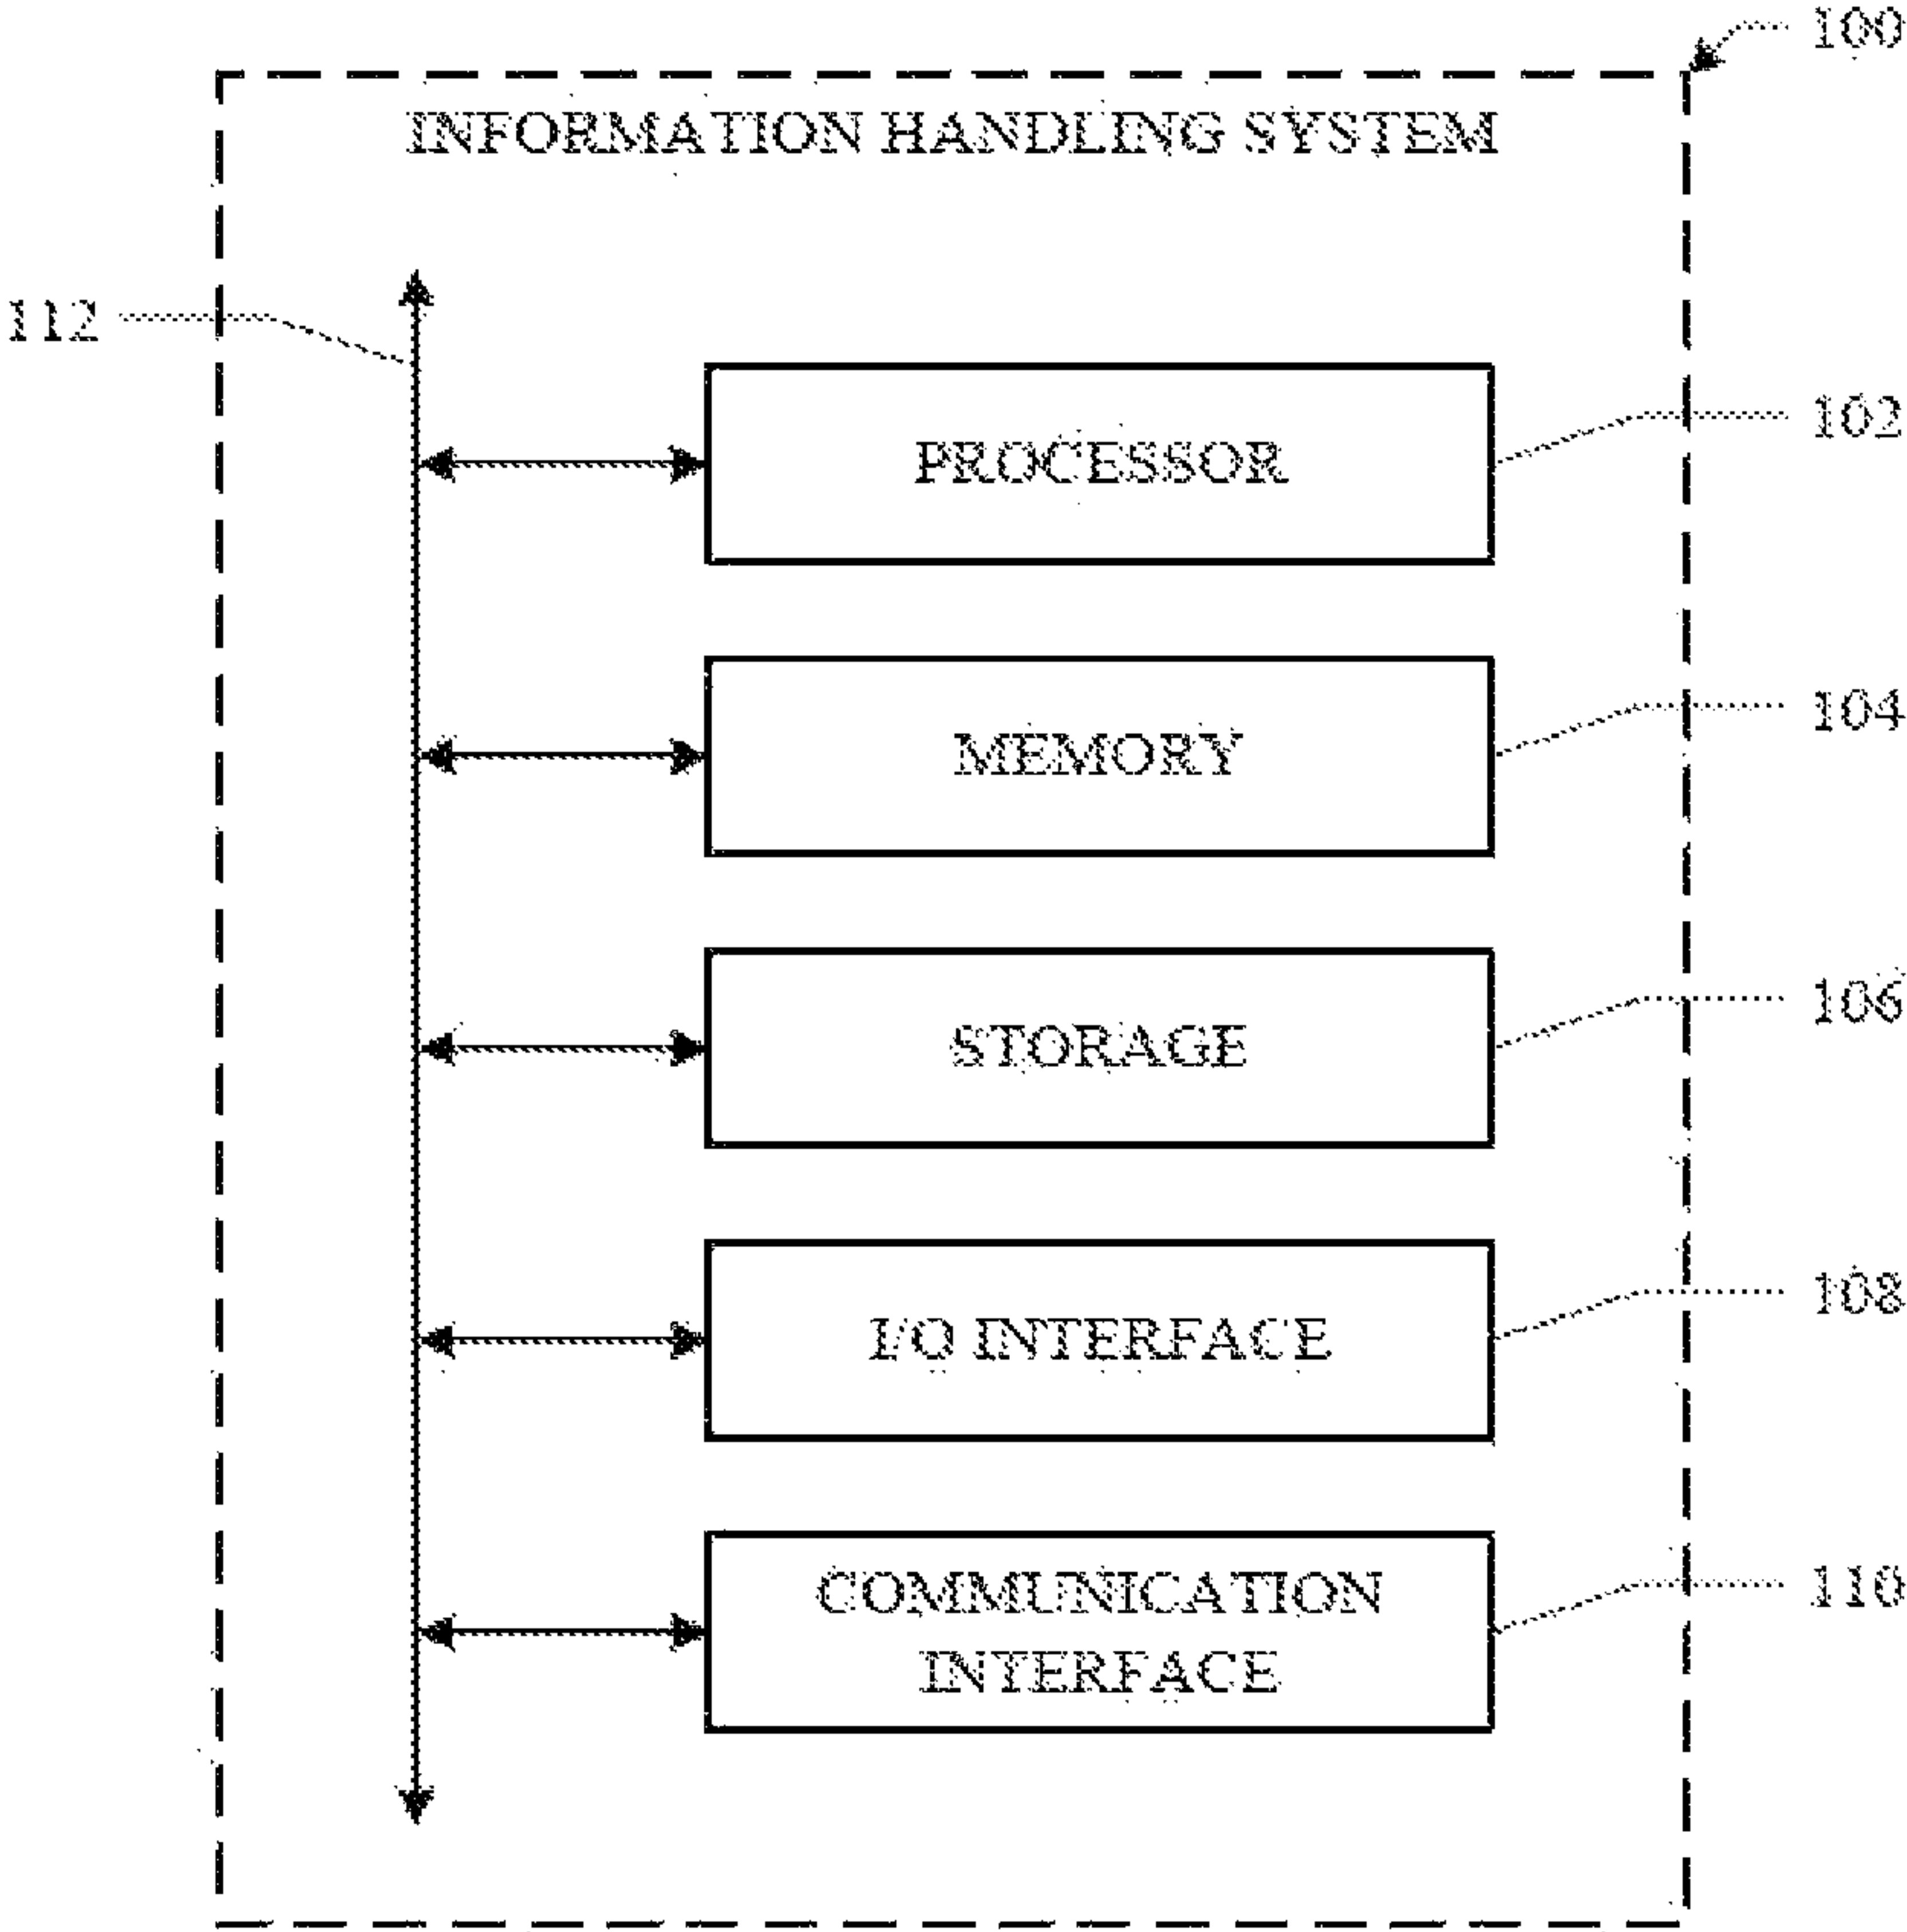 100
INFORMATION HANDLING SYSTEM
112
102
PROCESSOR
104
MEMORY
106
STORAGE
108
I/O INTERFACE
110
COMMUNICATION
INTERFACE